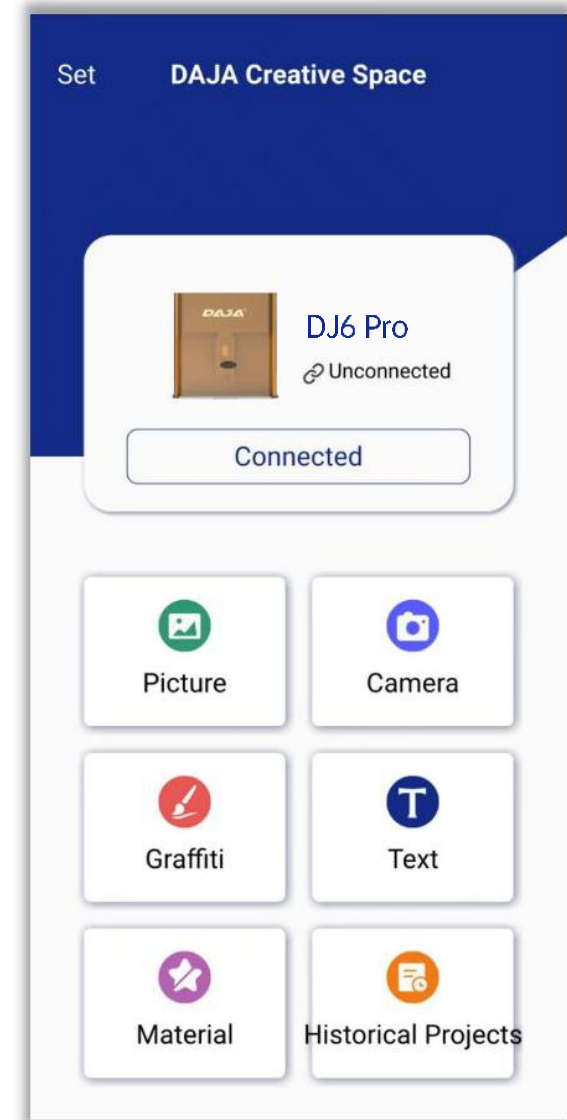 Set DAJA Creative Space
DAJA
DJ6 Pro
Unconnected
Connected
Picture Camera
Graffiti Text
Material Historical Projects